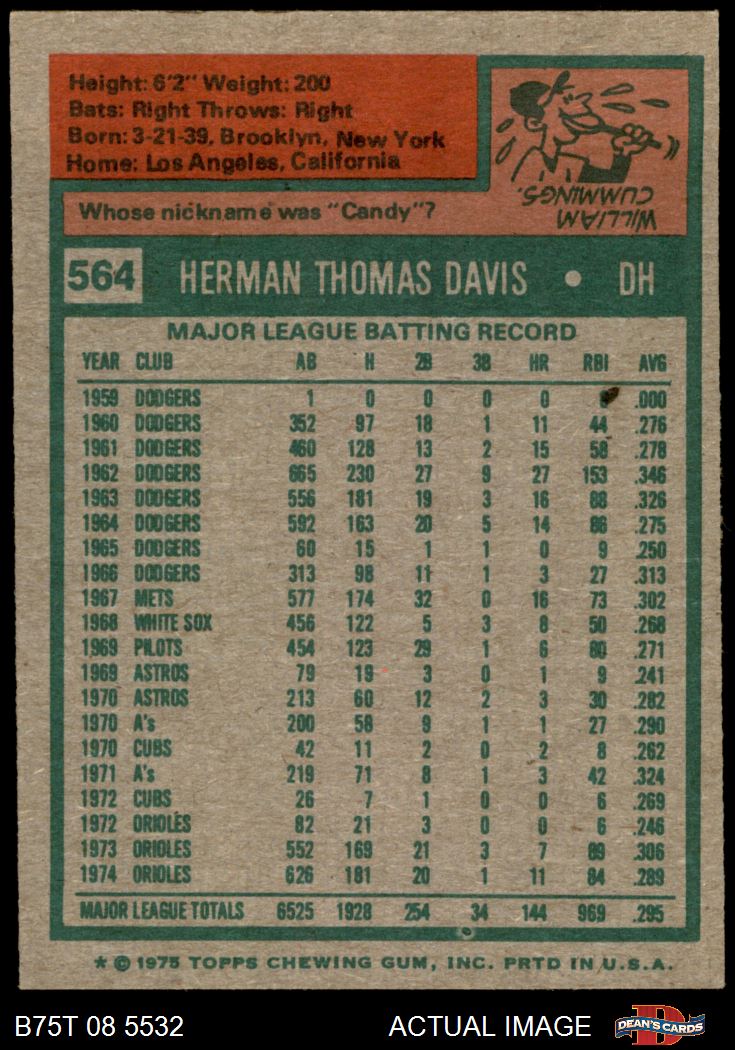 Height: 6'2" Weight: 200
Bats: Right Throws: Right
Born: 3-21-39, Brooklyn, New York
Home: Los Angeles, California
Whose nickname was "Candy"?
WILLIAM
CUMMINGS.
564 HERMAN THOMAS DAVIS • DH
MAJOR LEAGUE BATTING RECORD
YEAR CLUB AB H 2B 3B HR RBI AVG
1959 DODGERS 1 0 0 0 0 .000
1960 DODGERS 352 97 18 1 11 44 .276
1961 DODGERS 460 128 13 2 15 58 .278
1962 DODGERS 665 230 27 9 27 153 .346
1963 DODGERS 556 181 19 3 16 88 .326
1964 DODGERS 592 163 20 5 14 86 .275
1965 DODGERS 60 15 1 1 0 9 .250
1966 DODGERS 313 98 11 1 3 27 .313
1967 METS 577 174 32 0 16 73 .302
1968 WHITE SOX 456 122 5 3 8 50 .268
1969 PILOTS 454 123 29 1 6 80 .271
1969 ASTROS 79 19 3 0 1 9 .241
1970 ASTROS 213 60 12 2 3 30 .282
1970 A's 200 58 9 1 1 27 .290
1970 CUBS 42 11 2 0 2 8 .262
1971 A's 219 71 8 1 3 42 .324
1972 CUBS 26 7 1 0 0 6 .269
1972 ORIOLES 82 21 3 0 0 6 .246
1973 ORIOLES 552 169 21 3 7 89 .306
1974 ORIOLES 626 181 20 1 11 84 .289
MAJOR LEAGUE TOTALS 6525 1928 254 34 144 969 .295
* © 1975 TOPPS CHEWING GUM, INC. PRTD IN U.S.A.
B75T 08 5532 ACTUAL IMAGE D DEAN'S CARDS